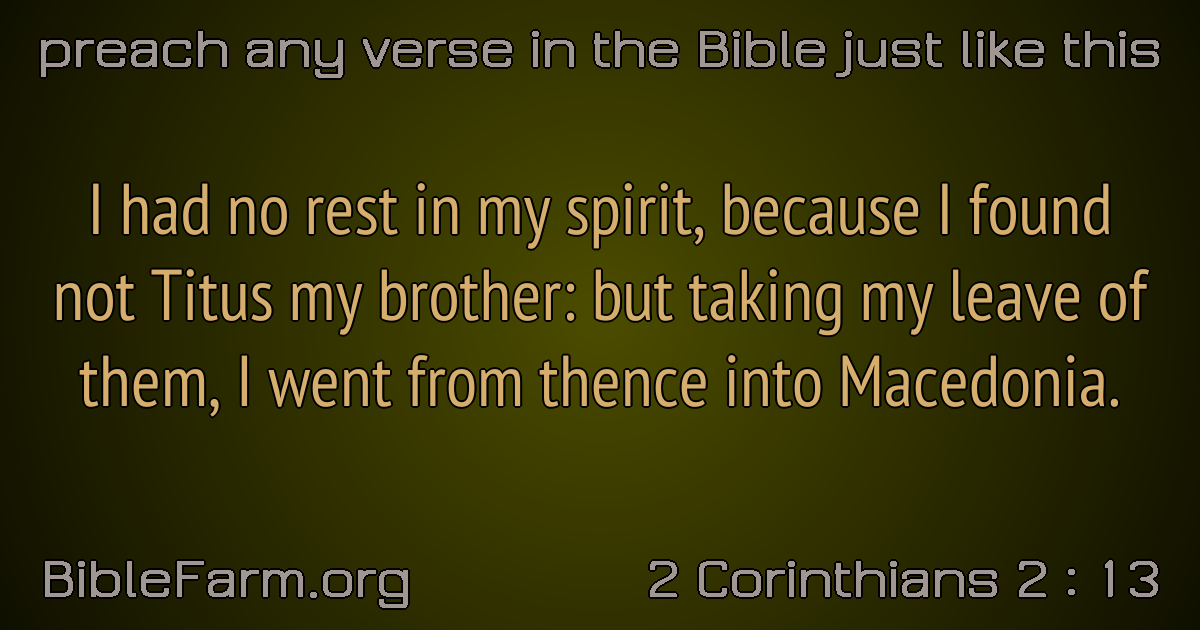 preach any verse in the Bible just like this
I had no rest in my spirit, because I found
not Titus my brother: but taking my leave of
them, I went from thence into Macedonia.
BibleFarm.org
2 Corinthians 2 : 13